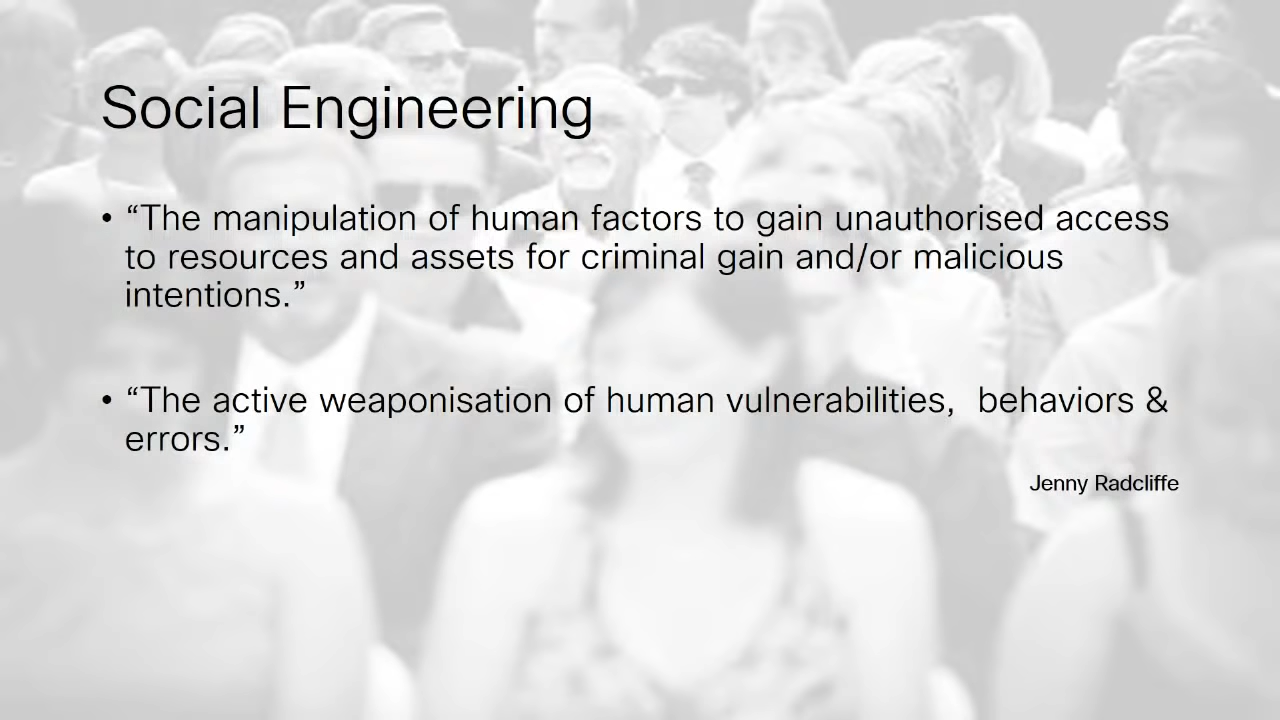 Social Engineering
• “The manipulation of human factors to gain unauthorised access
to resources and assets for criminal gain and/or malicious
intentions.”
• “The active weaponisation of human vulnerabilities,  behaviors &
errors.”
Jenny Radcliffe